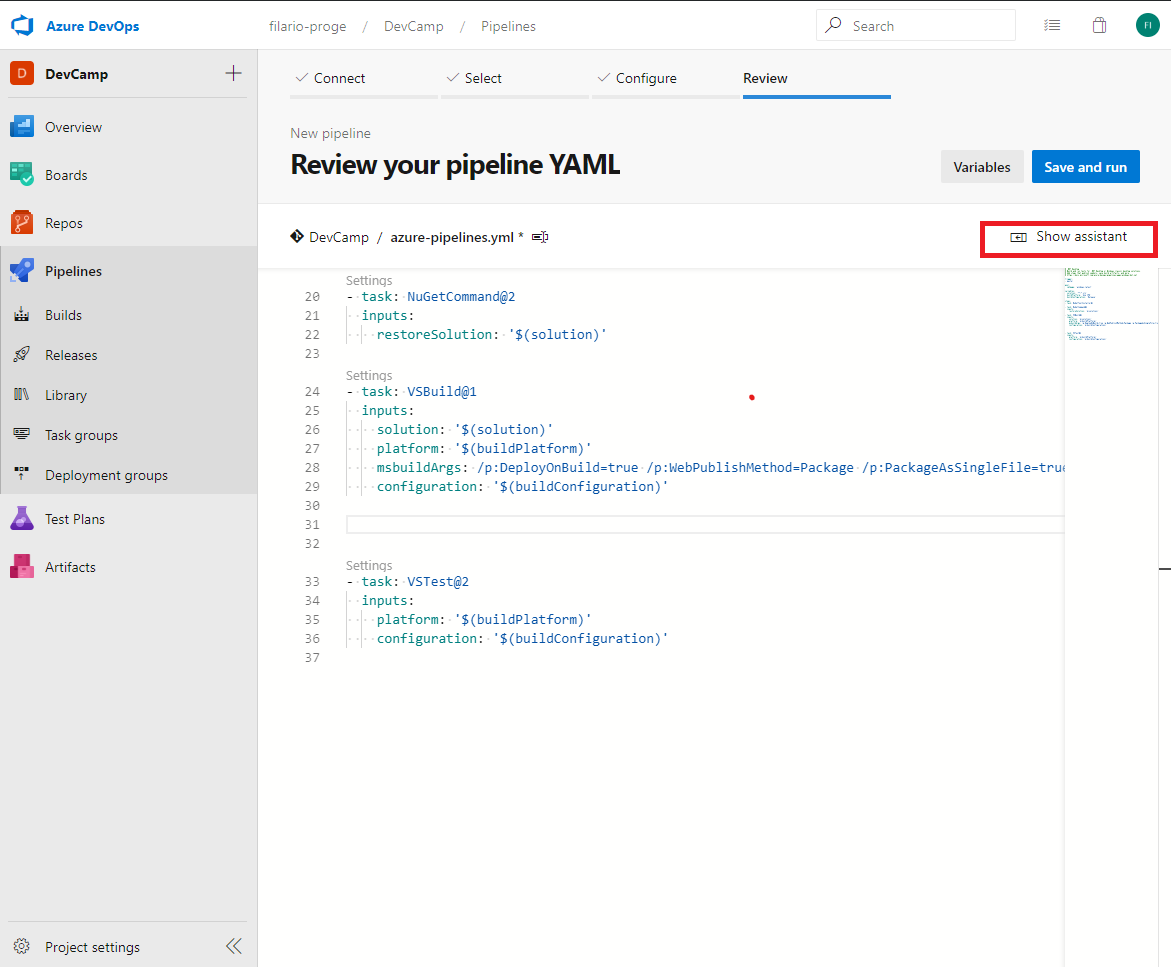 Azure DevOps
filario-proge / DevCamp / Pipelines
Search
FI
D DevCamp
Overview
Boards
Repos
Pipelines
Builds
Releases
Library
Task groups
Deployment groups
Test Plans
Artifacts
Project settings
Connect
Select
Configure
Review
New pipeline
Review your pipeline YAML
Variables
Save and run
DevCamp / azure-pipelines.yml *
Show assistant
Settings
20 - task: NuGetCommand@2
21 inputs:
22 restoreSolution: '$(solution)'
23
Settings
24 - task: VSBuild@1
25 inputs:
26 solution: '$(solution)'
27 platform: '$(buildPlatform)'
28 msbuildArgs: /p:DeployOnBuild=true /p:WebPublishMethod=Package /p:PackageAsSingleFile=true
29 configuration: '$(buildConfiguration)'
30
31
32
Settings
33 - task: VSTest@2
34 inputs:
35 platform: '$(buildPlatform)'
36 configuration: '$(buildConfiguration)'
37